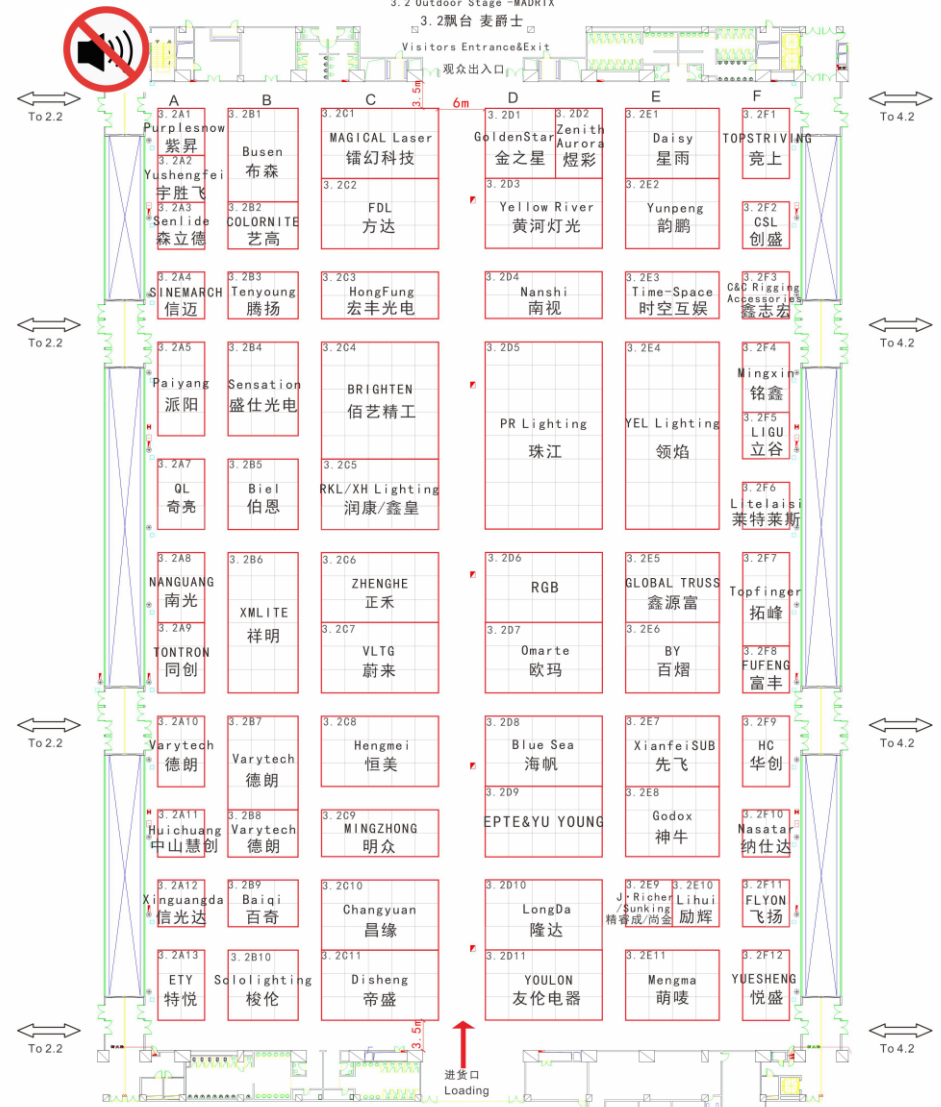 3.2 Outdoor Stage -MADRIX
3.2飘台 麦爵士
Visitors Entrance&Exit
观众出入口
3.5m
6m
A
B
C
D
E
F
To 2.2
To 4.2
3.2A1
Purplesnow
紫昇
3.2A2
Yushengfei
宇胜飞
3.2A3
Senlide
森立德
3.2B1
Busen
布森
3.2B2
COLORNITE
艺高
3.2C1
MAGICAL Laser
镭幻科技
3.2C2
FDL
方达
3.2D1
GoldenStar
金之星
3.2D2
Zenith
Aurora
煜彩
3.2D3
Yellow River
黄河灯光
3.2E1
Daisy
星雨
3.2E2
Yunpeng
韵鹏
3.2F1
TOPSTRIVING
竞上
3.2F2
CSL
创盛
3.2A4
SINEMARCH
信迈
3.2B3
Tenyoung
腾扬
3.2C3
HongFung
宏丰光电
3.2D4
Nanshi
南视
3.2E3
Time-Space
时空互娱
3.2F3
C&C Rigging
Accessories
鑫志宏
To 2.2
To 4.2
3.2A5
Paiyang
派阳
3.2B4
Sensation
盛仕光电
3.2C4
BRIGHTEN
佰艺精工
3.2D5
PR Lighting
珠江
3.2E4
YEL Lighting
领焰
3.2F4
Mingxin
铭鑫
3.2F5
LIGU
立谷
3.2A7
QL
奇亮
3.2B5
Biel
伯恩
3.2C5
RKL/XH Lighting
润康/鑫皇
3.2F6
Litelaisi
莱特莱斯
3.2A8
NANGUANG
南光
3.2A9
TONTRON
同创
3.2B6
XMLITE
祥明
3.2C6
ZHENGHE
正禾
3.2C7
VLTG
蔚来
3.2D6
RGB
3.2D7
Omarte
欧玛
3.2E5
GLOBAL TRUSS
鑫源富
3.2E6
BY
百熠
3.2F7
Topfinger
拓峰
3.2F8
FUFENG
富丰
To 2.2
To 4.2
3.2A10
Varytech
德朗
3.2B7
Varytech
德朗
3.2C8
Hengmei
恒美
3.2D8
Blue Sea
海帆
3.2D9
EPTE&YU YOUNG
3.2E7
XianfeiSUB
先飞
3.2E8
Godox
神牛
3.2F9
HC
华创
3.2A11
Huichuang
中山慧创
3.2B8
Varytech
德朗
3.2C9
MINGZHONG
明众
3.2F10
Nasatar
纳仕达
3.2A12
Xinguangda
信光达
3.2B9
Baiqi
百奇
3.2C10
Changyuan
昌缘
3.2D10
LongDa
隆达
3.2E9
J·Richer
/Sunking
精睿成/尚金
3.2E10
Lihui
励辉
3.2F11
FLYON
飞扬
3.2A13
ETY
特悦
3.2B10
Sololighting
梭伦
3.2C11
Disheng
帝盛
3.2D11
YOULON
友伦电器
3.2E11
Mengma
萌唛
3.2F12
YUESHENG
悦盛
To 2.2
3.5m
To 4.2
进货口
Loading